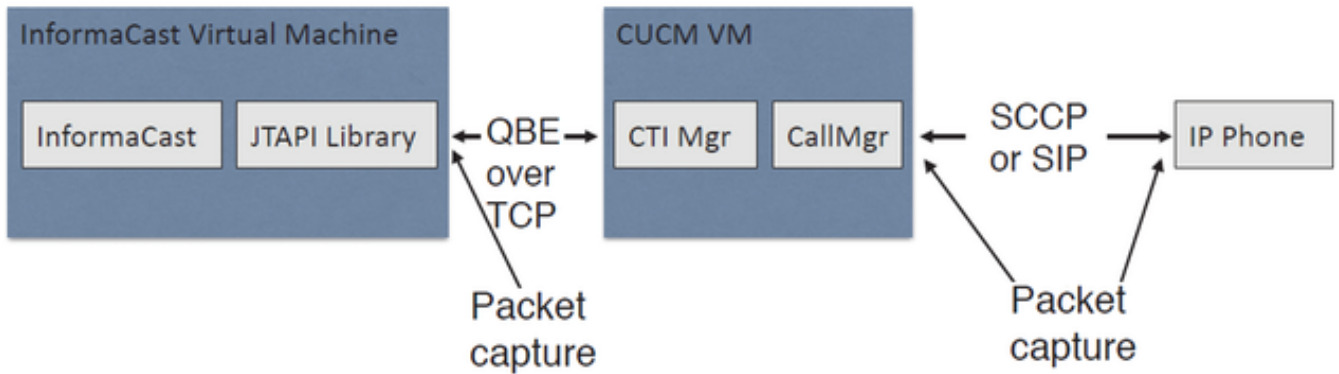 InformaCast Virtual Machine
InformaCast
JTAPI Library
QBE
over
TCP
CUCM VM
CTI Mgr
CallMgr
SCCP
or SIP
IP Phone
Packet
capture
Packet
capture